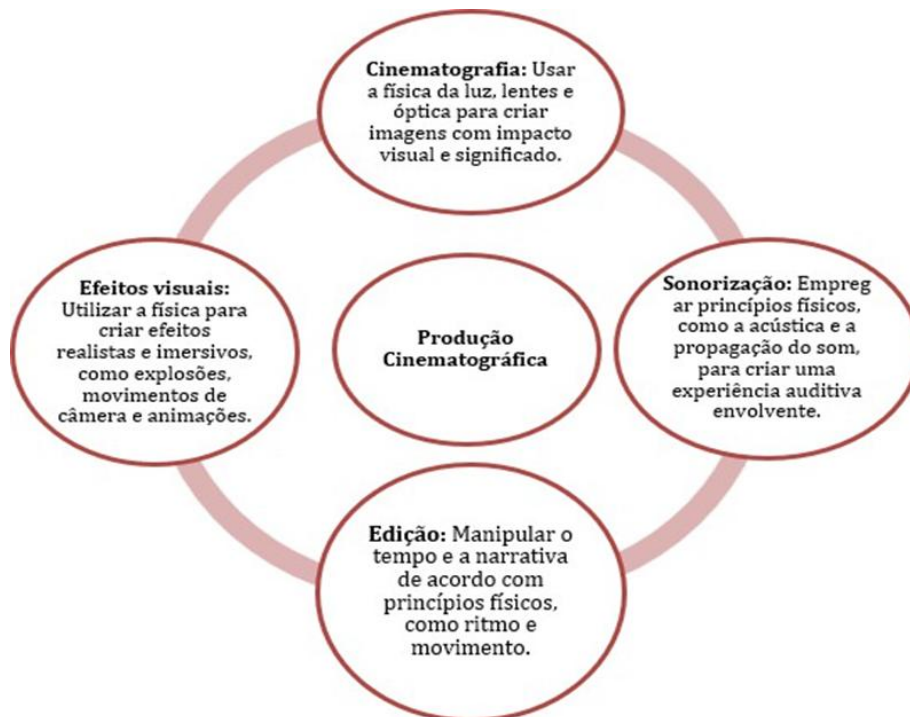 Cinematografia: Usar
a física da luz, lentes e
óptica para criar
imagens com impacto
visual e significado.
Efeitos visuais:
Utilizar a física para
criar efeitos
realistas e imersivos,
como explosões,
movimentos de
câmera e animações.
Produção
Cinematográfica
Sonorização: Empreg
ar princípios físicos,
como a acústica e a
propagação do som,
para criar uma
experiência auditiva
envolvente.
Edição: Manipular o
tempo e a narrativa
de acordo com
princípios físicos,
como ritmo e
movimento.